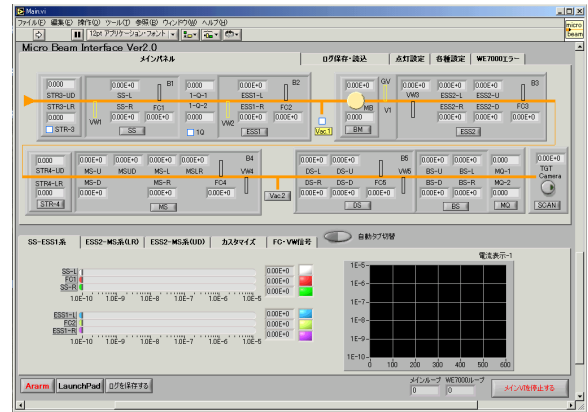 Main.vi
ファイル(F) 編集(E) 操作(O) ツール(T) 参照(B) ウィンドウ(W) ヘルプ(H)
12pt アプリケーション・フォント
micro
beam
Micro Beam Interface Ver2.0
メインパネル ログ保存・読込 点灯設定 各種設定 WE7000エラー
0.000 0.00E+0 B1 0.000 0.00E+0 B2 0.000 GV 0.00E+0 0.00E+0 B3
STR3-UD SS-L 1-Q-1 ESS1-L MB VW3 ESS2-L ESS2-U
STR3-LR SS-R FC1 1-Q-2 ESS1-R FC2 V1 ESS2-R ESS2-D FC3
0.000 0.00E+0 0.00E+0 0.000 0.00E+0 0.00E+0 0.000 0.00E+0 0.00E+0 0.00E+0
STR-3 VW1 SS 1Q VW2 ESS1 Vac1 BM ESS2
0.000 0.00E+0 0.00E+0 0.00E+0 0.00E+0 B4 0.00E+0 0.00E+0 B5 0.00E+0 0.00E+0 0.000 0.00E+0
STR4-UD MS-U MSUD MS-L MSLR VW4 DS-L DS-U VW5 BS-L BS-U MQ-1 TGT
STR4-LR MS-D MS-R FC4 DS-R DS-D FC5 BS-R BS-D MQ-2 Camera
0.000 0.00E+0 0.00E+0 0.00E+0 0.00E+0 0.00E+0 0.00E+0 0.00E+0 0.00E+0 0.000
STR-4 MS Vac2 DS BS MQ SCAN
SS-ESS1系 ESS2-MS系(LR) ESS2-MS系(UD) カスタマイズ FC・VW信号 自動タブ切替
電流表示-1
SS-L 0.00E+0
FC1 0.00E+0
SS-R 0.00E+0
1.0E-10 1.0E-9 1.0E-8 1.0E-7 1.0E-6 1.0E-5
ESS1-L 0.00E+0
FC2 0.00E+0
ESS1-R 0.00E+0
1.0E-10 1.0E-9 1.0E-8 1.0E-7 1.0E-6 1.0E-5
1E-5
1E-6
1E-7
1E-8
1E-9
1E-10
0 100 200 300 400 500 600
Ararm LaunchPad ログを保存する
メインループ WE7000ループ
0 0
メインVIを停止する